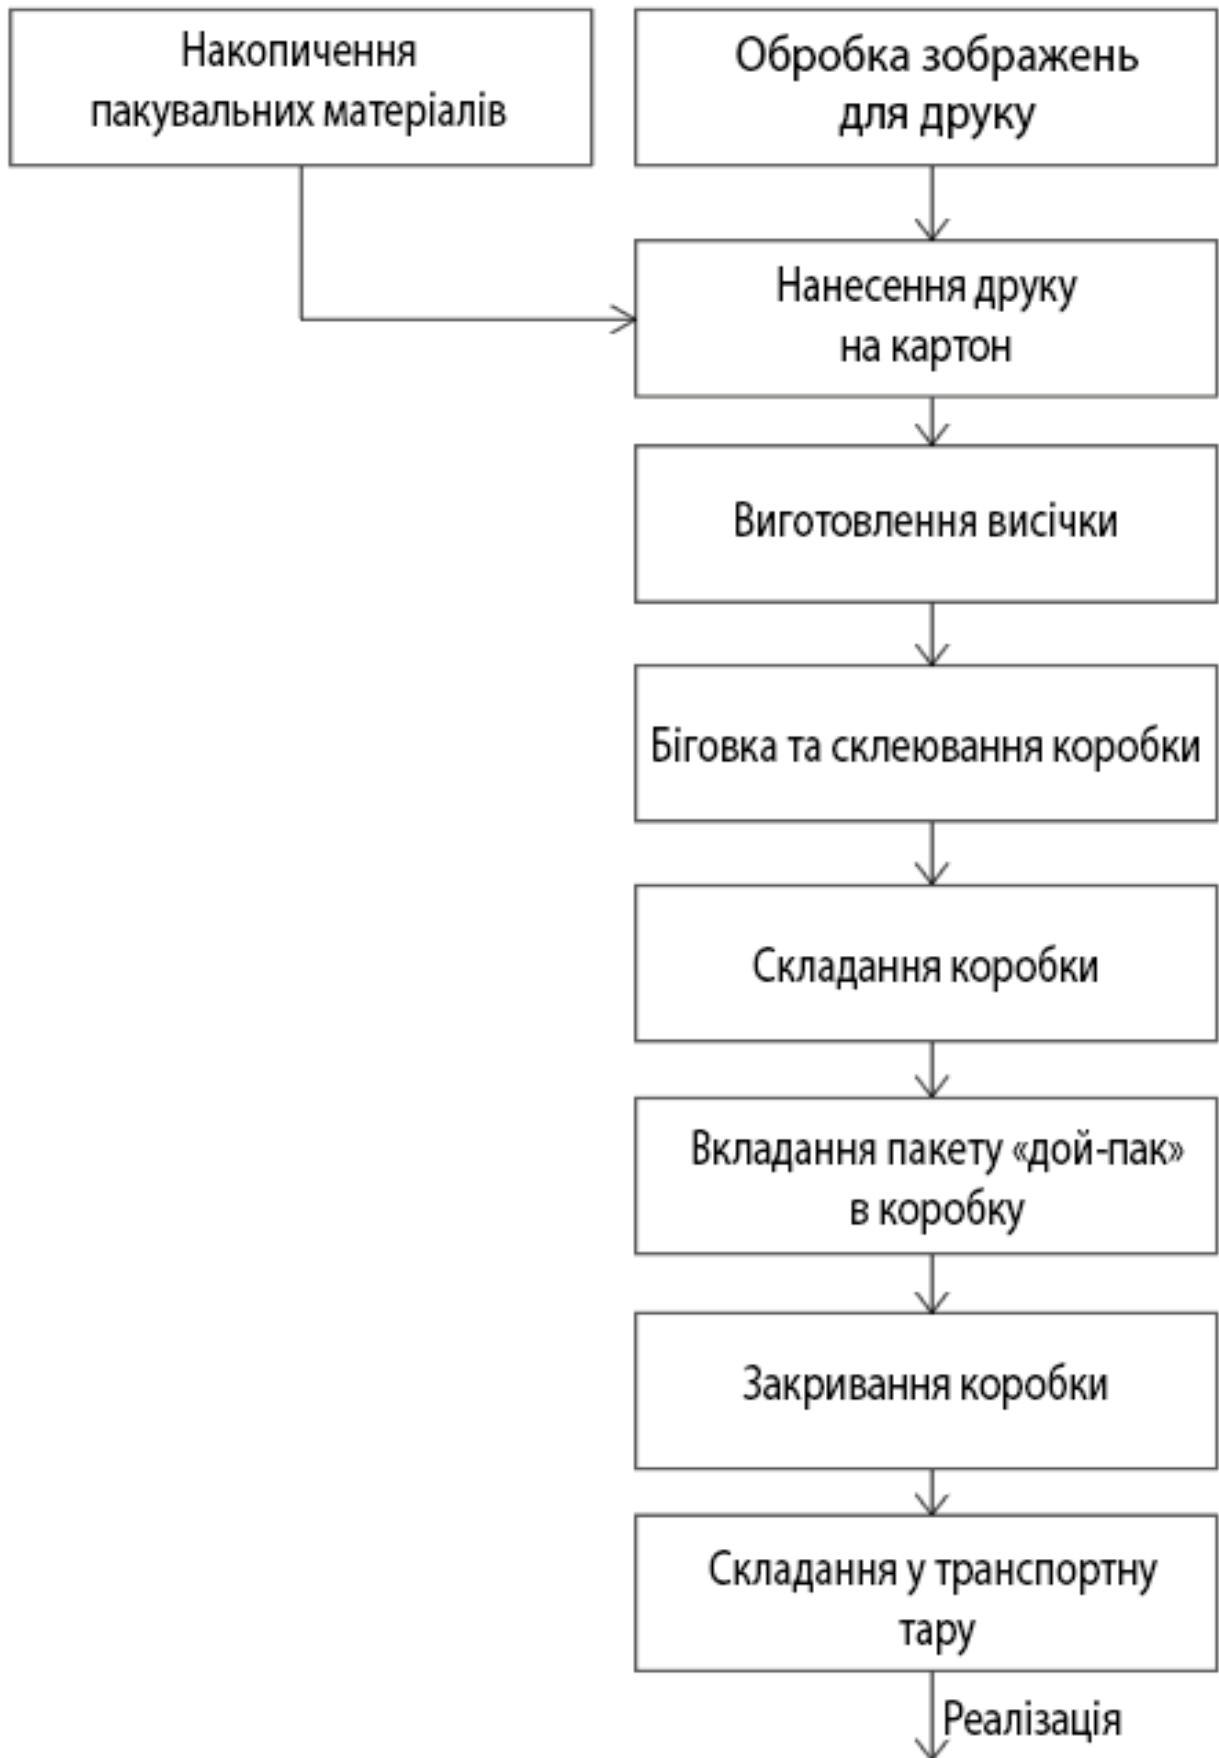 Накопичення
пакувальних матеріалів
Обробка зображень
для друку
Нанесення друку
на картон
Виготовлення висічки
Біговка та склеювання коробки
Складання коробки
Вкладання пакету «дой-пак»
в коробку
Закривання коробки
Складання у транспортну
тару
Реалізація